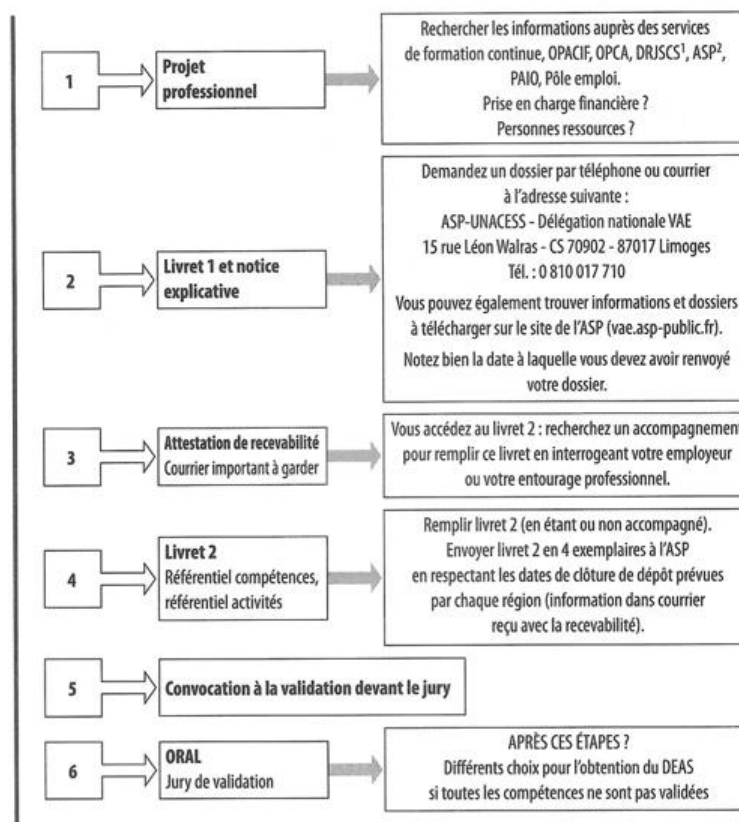 1
Projet
professionnel
Rechercher les informations auprès des services
de formation continue, OPACIF, OPCA, DRJSCS¹, ASP²,
PAIO, Pôle emploi.
Prise en charge financière ?
Personnes ressources ?
2
Livret 1 et notice
explicative
Demandez un dossier par téléphone ou courrier
à l'adresse suivante :
ASP-UNACESS - Délégation nationale VAE
15 rue Léon Walras - CS 70902 - 87017 Limoges
Tél. : 0 810 017 710
Vous pouvez également trouver informations et dossiers
à télécharger sur le site de l'ASP (vae.asp-public.fr).
Notez bien la date à laquelle vous devez avoir renvoyé
votre dossier.
3
Attestation de recevabilité
Courrier important à garder
Vous accédez au livret 2 : recherchez un accompagnement
pour remplir ce livret en interrogeant votre employeur
ou votre entourage professionnel.
4
Livret 2
Référentiel compétences,
référentiel activités
Remplir livret 2 (en étant ou non accompagné).
Envoyer livret 2 en 4 exemplaires à l'ASP
en respectant les dates de clôture de dépôt prévues
par chaque région (information dans courrier
reçu avec la recevabilité).
5
Convocation à la validation devant le jury
6
ORAL
Jury de validation
APRÈS CES ÉTAPES ?
Différents choix pour l'obtention du DEAS
si toutes les compétences ne sont pas validées